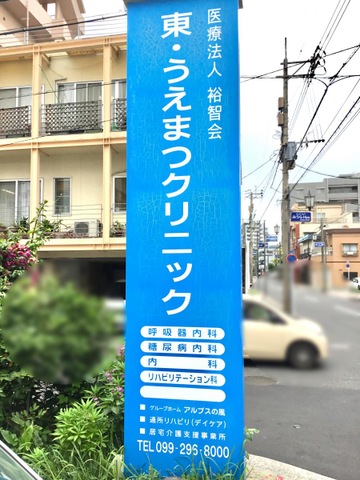 医療法人 裕智会
東・うえまつクリニック
呼吸器内科
糖尿病内科
内科
リハビリテーション科
■ グループホーム アルプスの風
■ 通所リハビリ(デイケア)
■ 居宅介護支援事業所
TEL 099-296-8000